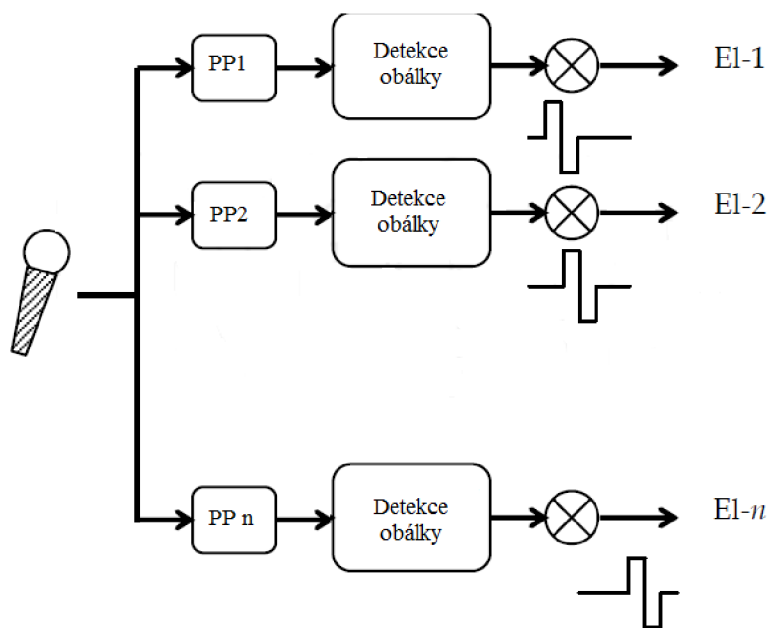 PP1
Detekce
obálky
El-1
PP2
Detekce
obálky
El-2
PP n
Detekce
obálky
El-n